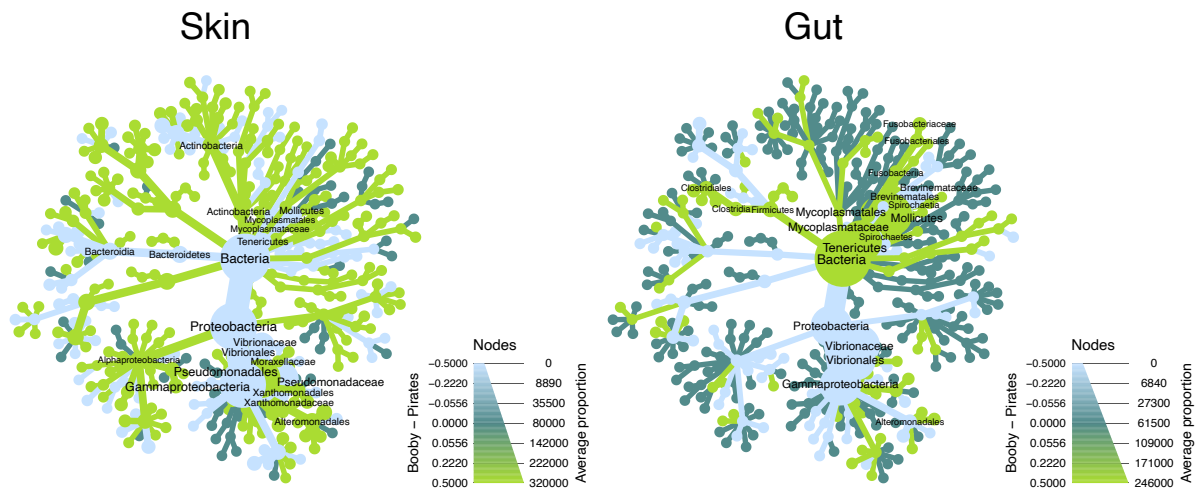 Skin
Actinobacteria
Actinobacteria
Mollicutes
Mycoplasmatales
Mycoplasmataceae
Tenericutes
Bacteroidia
Bacteroidetes
Bacteria
Proteobacteria
Vibrionaceae
Vibrionales
Alphaproteobacteria
Moraxellaceae
Pseudomonadales
Gammaproteobacteria
Pseudomonadaceae
Xanthomonadales
Xanthomonadaceae
Alteromonadales
Nodes
Booby – Pirates
Average proportion
−0.5000 0
−0.2220 8890
−0.0556 35500
0.0000 80000
0.0556 142000
0.2220 222000
0.5000 320000
Gut
Fusobacteriaceae
Fusobacteriales
Fusobacteriia
Clostridiales
Brevinemataceae
Brevinematales
Spirochaetia
Clostridia
Firmicutes
Mycoplasmatales
Mollicutes
Mycoplasmataceae
Spirochaetes
Tenericutes
Bacteria
Proteobacteria
Vibrionaceae
Vibrionales
Gammaproteobacteria
Alteromonadales
Nodes
Booby – Pirates
Average proportion
−0.5000 0
−0.2220 6840
−0.0556 27300
0.0000 61500
0.0556 109000
0.2220 171000
0.5000 246000